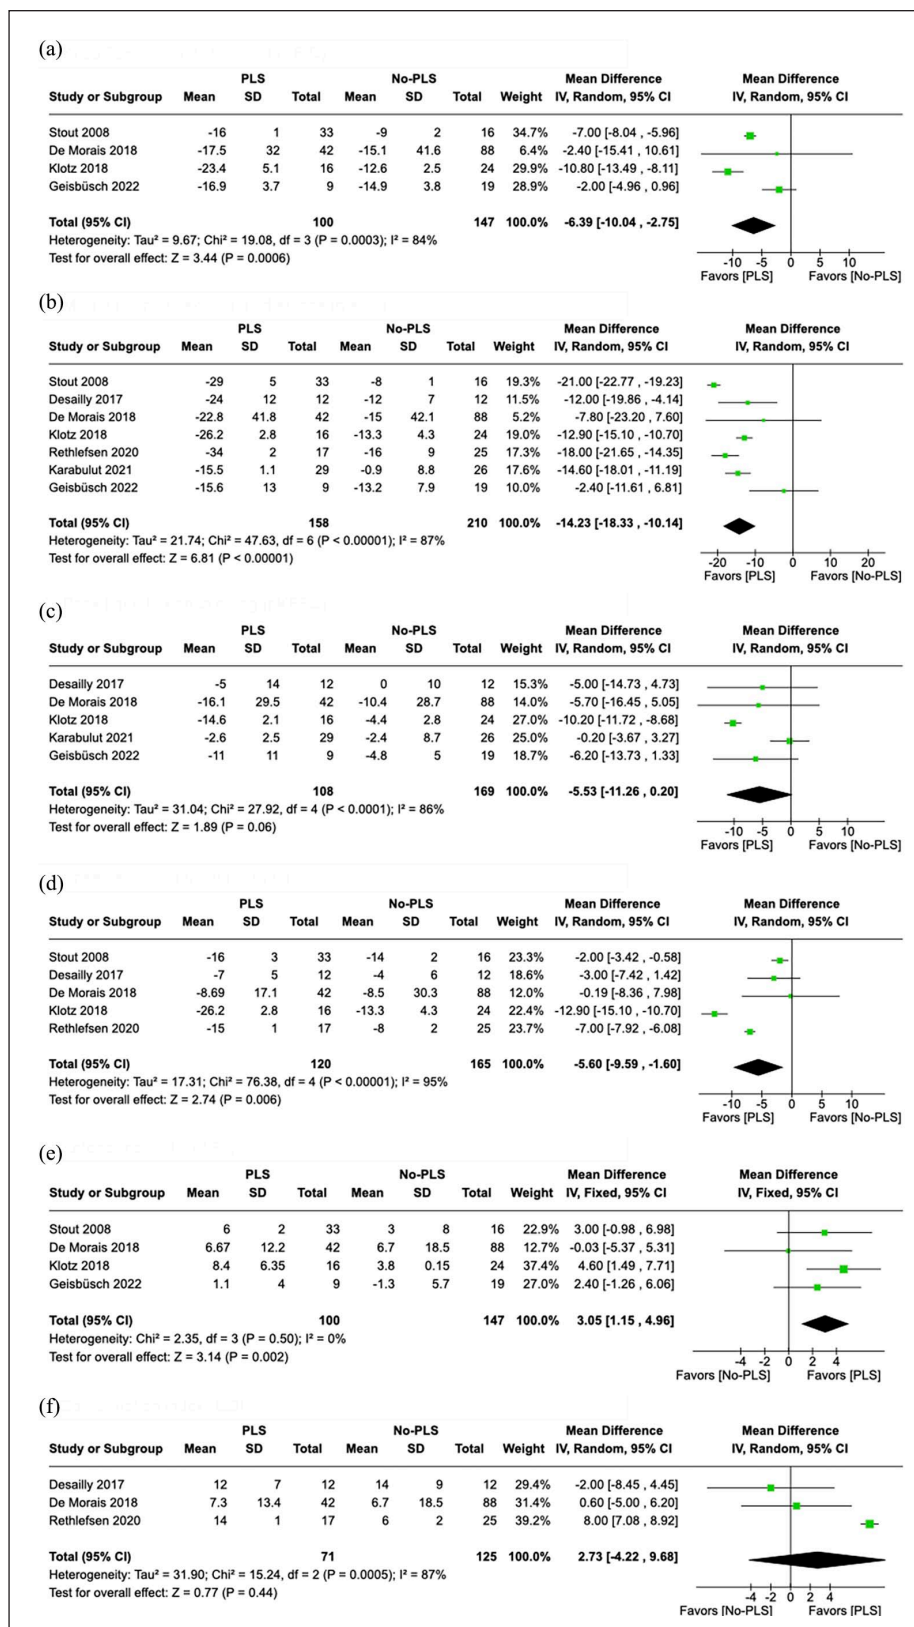 (a)
PLS No-PLS Mean Difference Mean Difference
Study or Subgroup Mean SD Total Mean SD Total Weight IV, Random, 95% CI IV, Random, 95% CI
Stout 2008 -16 1 33 -9 2 16 34.7% -7.00 [-8.04 , -5.96]
De Morais 2018 -17.5 32 42 -15.1 41.6 88 6.4% -2.40 [-15.41 , 10.61]
Klotz 2018 -23.4 5.1 16 -12.6 2.5 24 29.9% -10.80 [-13.49 , -8.11]
Geisbüsch 2022 -16.9 3.7 9 -14.9 3.8 19 28.9% -2.00 [-4.96 , 0.96]
Total (95% CI) 100 147 100.0% -6.39 [-10.04 , -2.75]
Heterogeneity: Tau² = 9.67; Chi² = 19.08, df = 3 (P = 0.0003); I² = 84%
Test for overall effect: Z = 3.44 (P = 0.0006)
-10 -5 0 5 10
Favors [PLS] Favors [No-PLS]
(b)
PLS No-PLS Mean Difference Mean Difference
Study or Subgroup Mean SD Total Mean SD Total Weight IV, Random, 95% CI IV, Random, 95% CI
Stout 2008 -29 5 33 -8 1 16 19.3% -21.00 [-22.77 , -19.23]
Desailly 2017 -24 12 12 -12 7 12 11.5% -12.00 [-19.86 , -4.14]
De Morais 2018 -22.8 41.8 42 -15 42.1 88 5.2% -7.80 [-23.20 , 7.60]
Klotz 2018 -26.2 2.8 16 -13.3 4.3 24 19.0% -12.90 [-15.10 , -10.70]
Rethlefsen 2020 -34 2 17 -16 9 25 17.3% -18.00 [-21.65 , -14.35]
Karabulut 2021 -15.5 1.1 29 -0.9 8.8 26 17.6% -14.60 [-18.01 , -11.19]
Geisbüsch 2022 -15.6 13 9 -13.2 7.9 19 10.0% -2.40 [-11.61 , 6.81]
Total (95% CI) 158 210 100.0% -14.23 [-18.33 , -10.14]
Heterogeneity: Tau² = 21.74; Chi² = 47.63, df = 6 (P < 0.00001); I² = 87%
Test for overall effect: Z = 6.81 (P < 0.00001)
-20 -10 0 10 20
Favors [PLS] Favors [No-PLS]
(c)
PLS No-PLS Mean Difference Mean Difference
Study or Subgroup Mean SD Total Mean SD Total Weight IV, Random, 95% CI IV, Random, 95% CI
Desailly 2017 -5 14 12 0 10 12 15.3% -5.00 [-14.73 , 4.73]
De Morais 2018 -16.1 29.5 42 -10.4 28.7 88 14.0% -5.70 [-16.45 , 5.05]
Klotz 2018 -14.6 2.1 16 -4.4 2.8 24 27.0% -10.20 [-11.72 , -8.68]
Karabulut 2021 -2.6 2.5 29 -2.4 8.7 26 25.0% -0.20 [-3.67 , 3.27]
Geisbüsch 2022 -11 11 9 -4.8 5 19 18.7% -6.20 [-13.73 , 1.33]
Total (95% CI) 108 169 100.0% -5.53 [-11.26 , 0.20]
Heterogeneity: Tau² = 31.04; Chi² = 27.92, df = 4 (P < 0.0001); I² = 86%
Test for overall effect: Z = 1.89 (P = 0.06)
-10 -5 0 5 10
Favors [PLS] Favors [No-PLS]
(d)
PLS No-PLS Mean Difference Mean Difference
Study or Subgroup Mean SD Total Mean SD Total Weight IV, Random, 95% CI IV, Random, 95% CI
Stout 2008 -16 3 33 -14 2 16 23.3% -2.00 [-3.42 , -0.58]
Desailly 2017 -7 5 12 -4 6 12 18.6% -3.00 [-7.42 , 1.42]
De Morais 2018 -8.69 17.1 42 -8.5 30.3 88 12.0% -0.19 [-8.36 , 7.98]
Klotz 2018 -26.2 2.8 16 -13.3 4.3 24 22.4% -12.90 [-15.10 , -10.70]
Rethlefsen 2020 -15 1 17 -8 2 25 23.7% -7.00 [-7.92 , -6.08]
Total (95% CI) 120 165 100.0% -5.60 [-9.59 , -1.60]
Heterogeneity: Tau² = 17.31; Chi² = 76.38, df = 4 (P < 0.00001); I² = 95%
Test for overall effect: Z = 2.74 (P = 0.006)
-10 -5 0 5 10
Favors [PLS] Favors [No-PLS]
(e)
PLS No-PLS Mean Difference Mean Difference
Study or Subgroup Mean SD Total Mean SD Total Weight IV, Fixed, 95% CI IV, Fixed, 95% CI
Stout 2008 6 2 33 3 8 16 22.9% 3.00 [-0.98 , 6.98]
De Morais 2018 6.67 12.2 42 6.7 18.5 88 12.7% -0.03 [-5.37 , 5.31]
Klotz 2018 8.4 6.35 16 3.8 0.15 24 37.4% 4.60 [1.49 , 7.71]
Geisbüsch 2022 1.1 4 9 -1.3 5.7 19 27.0% 2.40 [-1.26 , 6.06]
Total (95% CI) 100 147 100.0% 3.05 [1.15 , 4.96]
Heterogeneity: Chi² = 2.35, df = 3 (P = 0.50); I² = 0%
Test for overall effect: Z = 3.14 (P = 0.002)
-4 -2 0 2 4
Favors [No-PLS] Favors [PLS]
(f)
PLS No-PLS Mean Difference Mean Difference
Study or Subgroup Mean SD Total Mean SD Total Weight IV, Random, 95% CI IV, Random, 95% CI
Desailly 2017 12 7 12 14 9 12 29.4% -2.00 [-8.45 , 4.45]
De Morais 2018 7.3 13.4 42 6.7 18.5 88 31.4% 0.60 [-5.00 , 6.20]
Rethlefsen 2020 14 1 17 6 2 25 39.2% 8.00 [7.08 , 8.92]
Total (95% CI) 71 125 100.0% 2.73 [-4.22 , 9.68]
Heterogeneity: Tau² = 31.90; Chi² = 15.24, df = 2 (P = 0.0005); I² = 87%
Test for overall effect: Z = 0.77 (P = 0.44)
-4 -2 0 2 4
Favors [No-PLS] Favors [PLS]